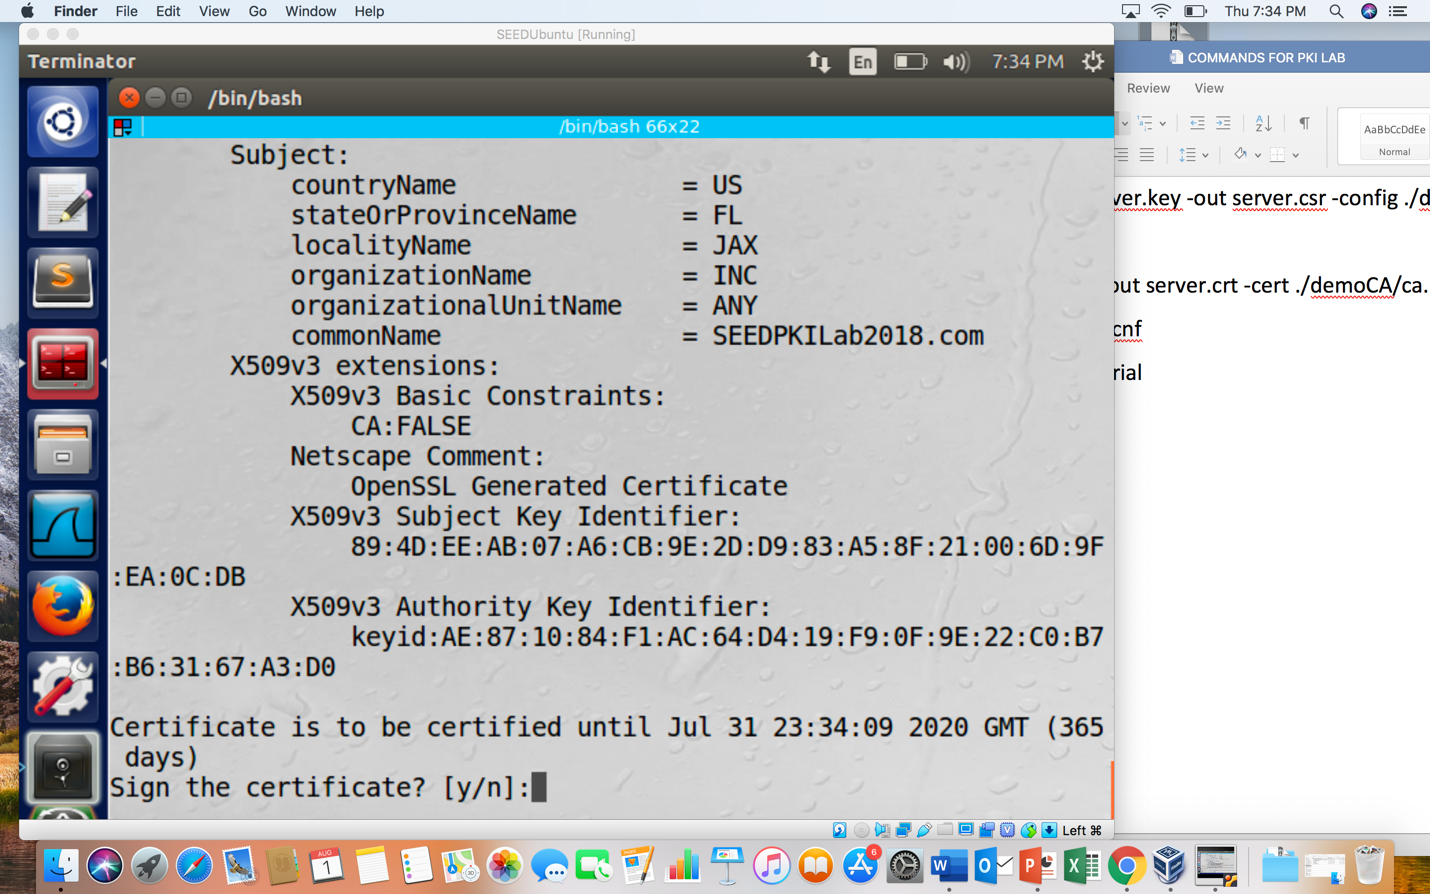 Finder File Edit View Go Window Help Thu 7:34 PM
SEEDUbuntu [Running]
Terminator En 7:34 PM
COMMANDS FOR PKI LAB
/bin/bash
Review View
/bin/bash 66x22
AaBbCcDdEe
Normal
Subject:
countryName = US
stateOrProvinceName = FL
localityName = JAX
organizationName = INC
organizationalUnitName = ANY
commonName = SEEDPKILab2018.com
X509v3 extensions:
X509v3 Basic Constraints:
CA:FALSE
Netscape Comment:
OpenSSL Generated Certificate
X509v3 Subject Key Identifier:
89:4D:EE:AB:07:A6:CB:9E:2D:D9:83:A5:8F:21:00:6D:9F
:EA:0C:DB
X509v3 Authority Key Identifier:
keyid:AE:87:10:84:F1:AC:64:D4:19:F9:0F:9E:22:C0:B7
:B6:31:67:A3:D0
Certificate is to be certified until Jul 31 23:34:09 2020 GMT (365
days)
Sign the certificate? [y/n]:
ver.key -out server.csr -config ./d
out server.crt -cert ./demoCA/ca.
cnf
rial
Left ⌘
AUG
1
6